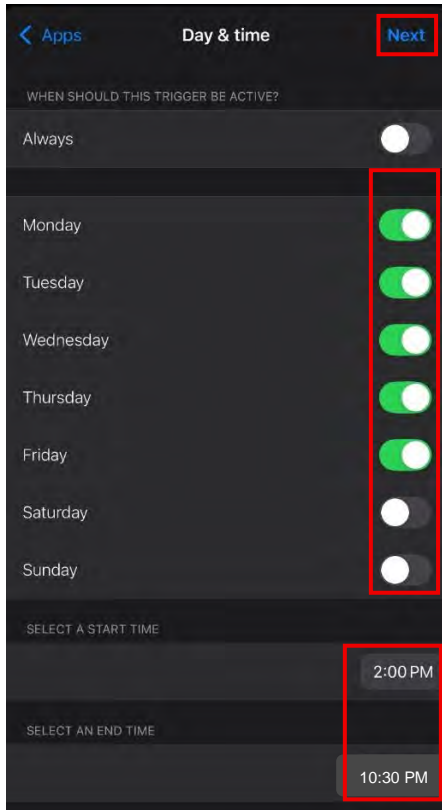 Apps Day & time Next
WHEN SHOULD THIS TRIGGER BE ACTIVE?
Always
Monday
Tuesday
Wednesday
Thursday
Friday
Saturday
Sunday
SELECT A START TIME
2:00 PM
SELECT AN END TIME
10:30 PM